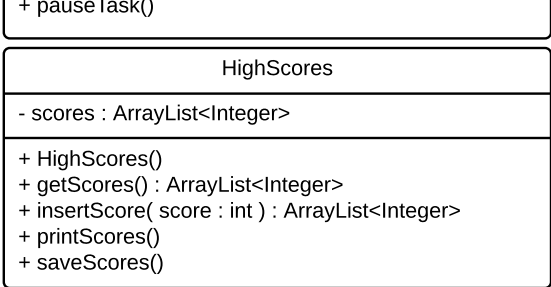 + pauseTask()
HighScores
- scores : ArrayList<Integer>
+ HighScores()
+ getScores() : ArrayList<Integer>
+ insertScore( score : int ) : ArrayList<Integer>
+ printScores()
+ saveScores()